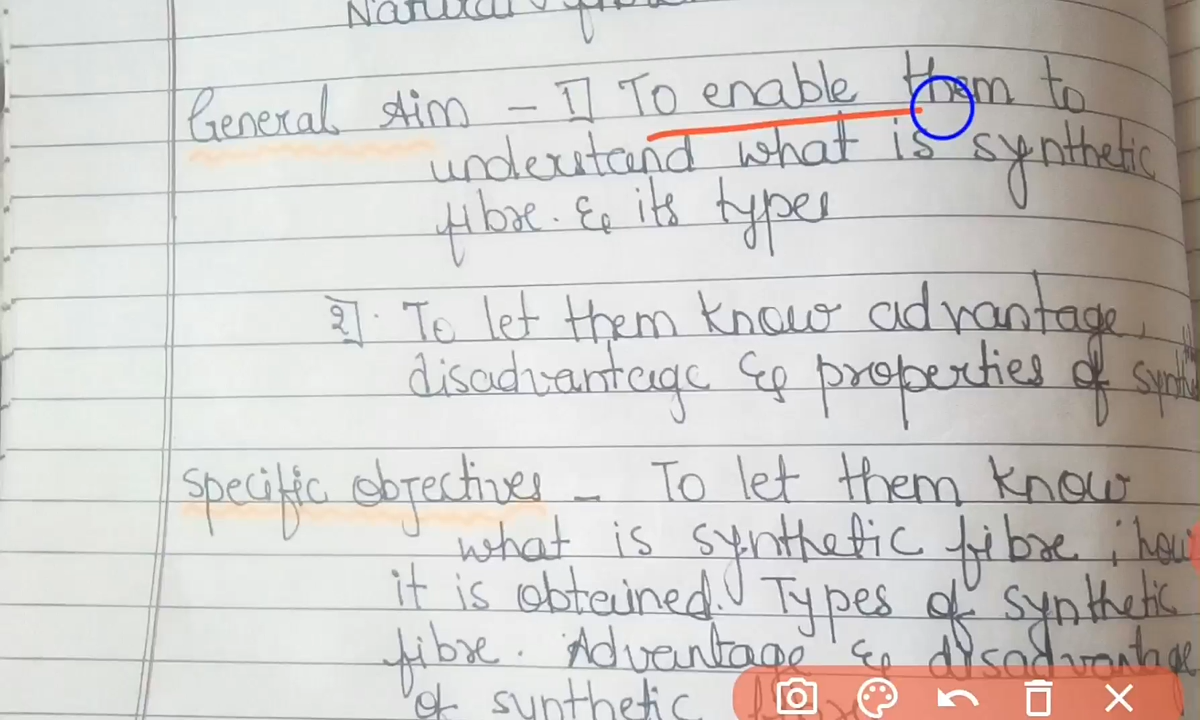 General Aim - 1] To enable them to
understand what is synthetic
fibre. & its types
2]. To let them know advantage,
disadvantage & properties of
specific objectives - To let them know
what is synthetic fibre, how
it is obtained. Types of synthetic
fibre. Advantage & disadvantage
of synthetic